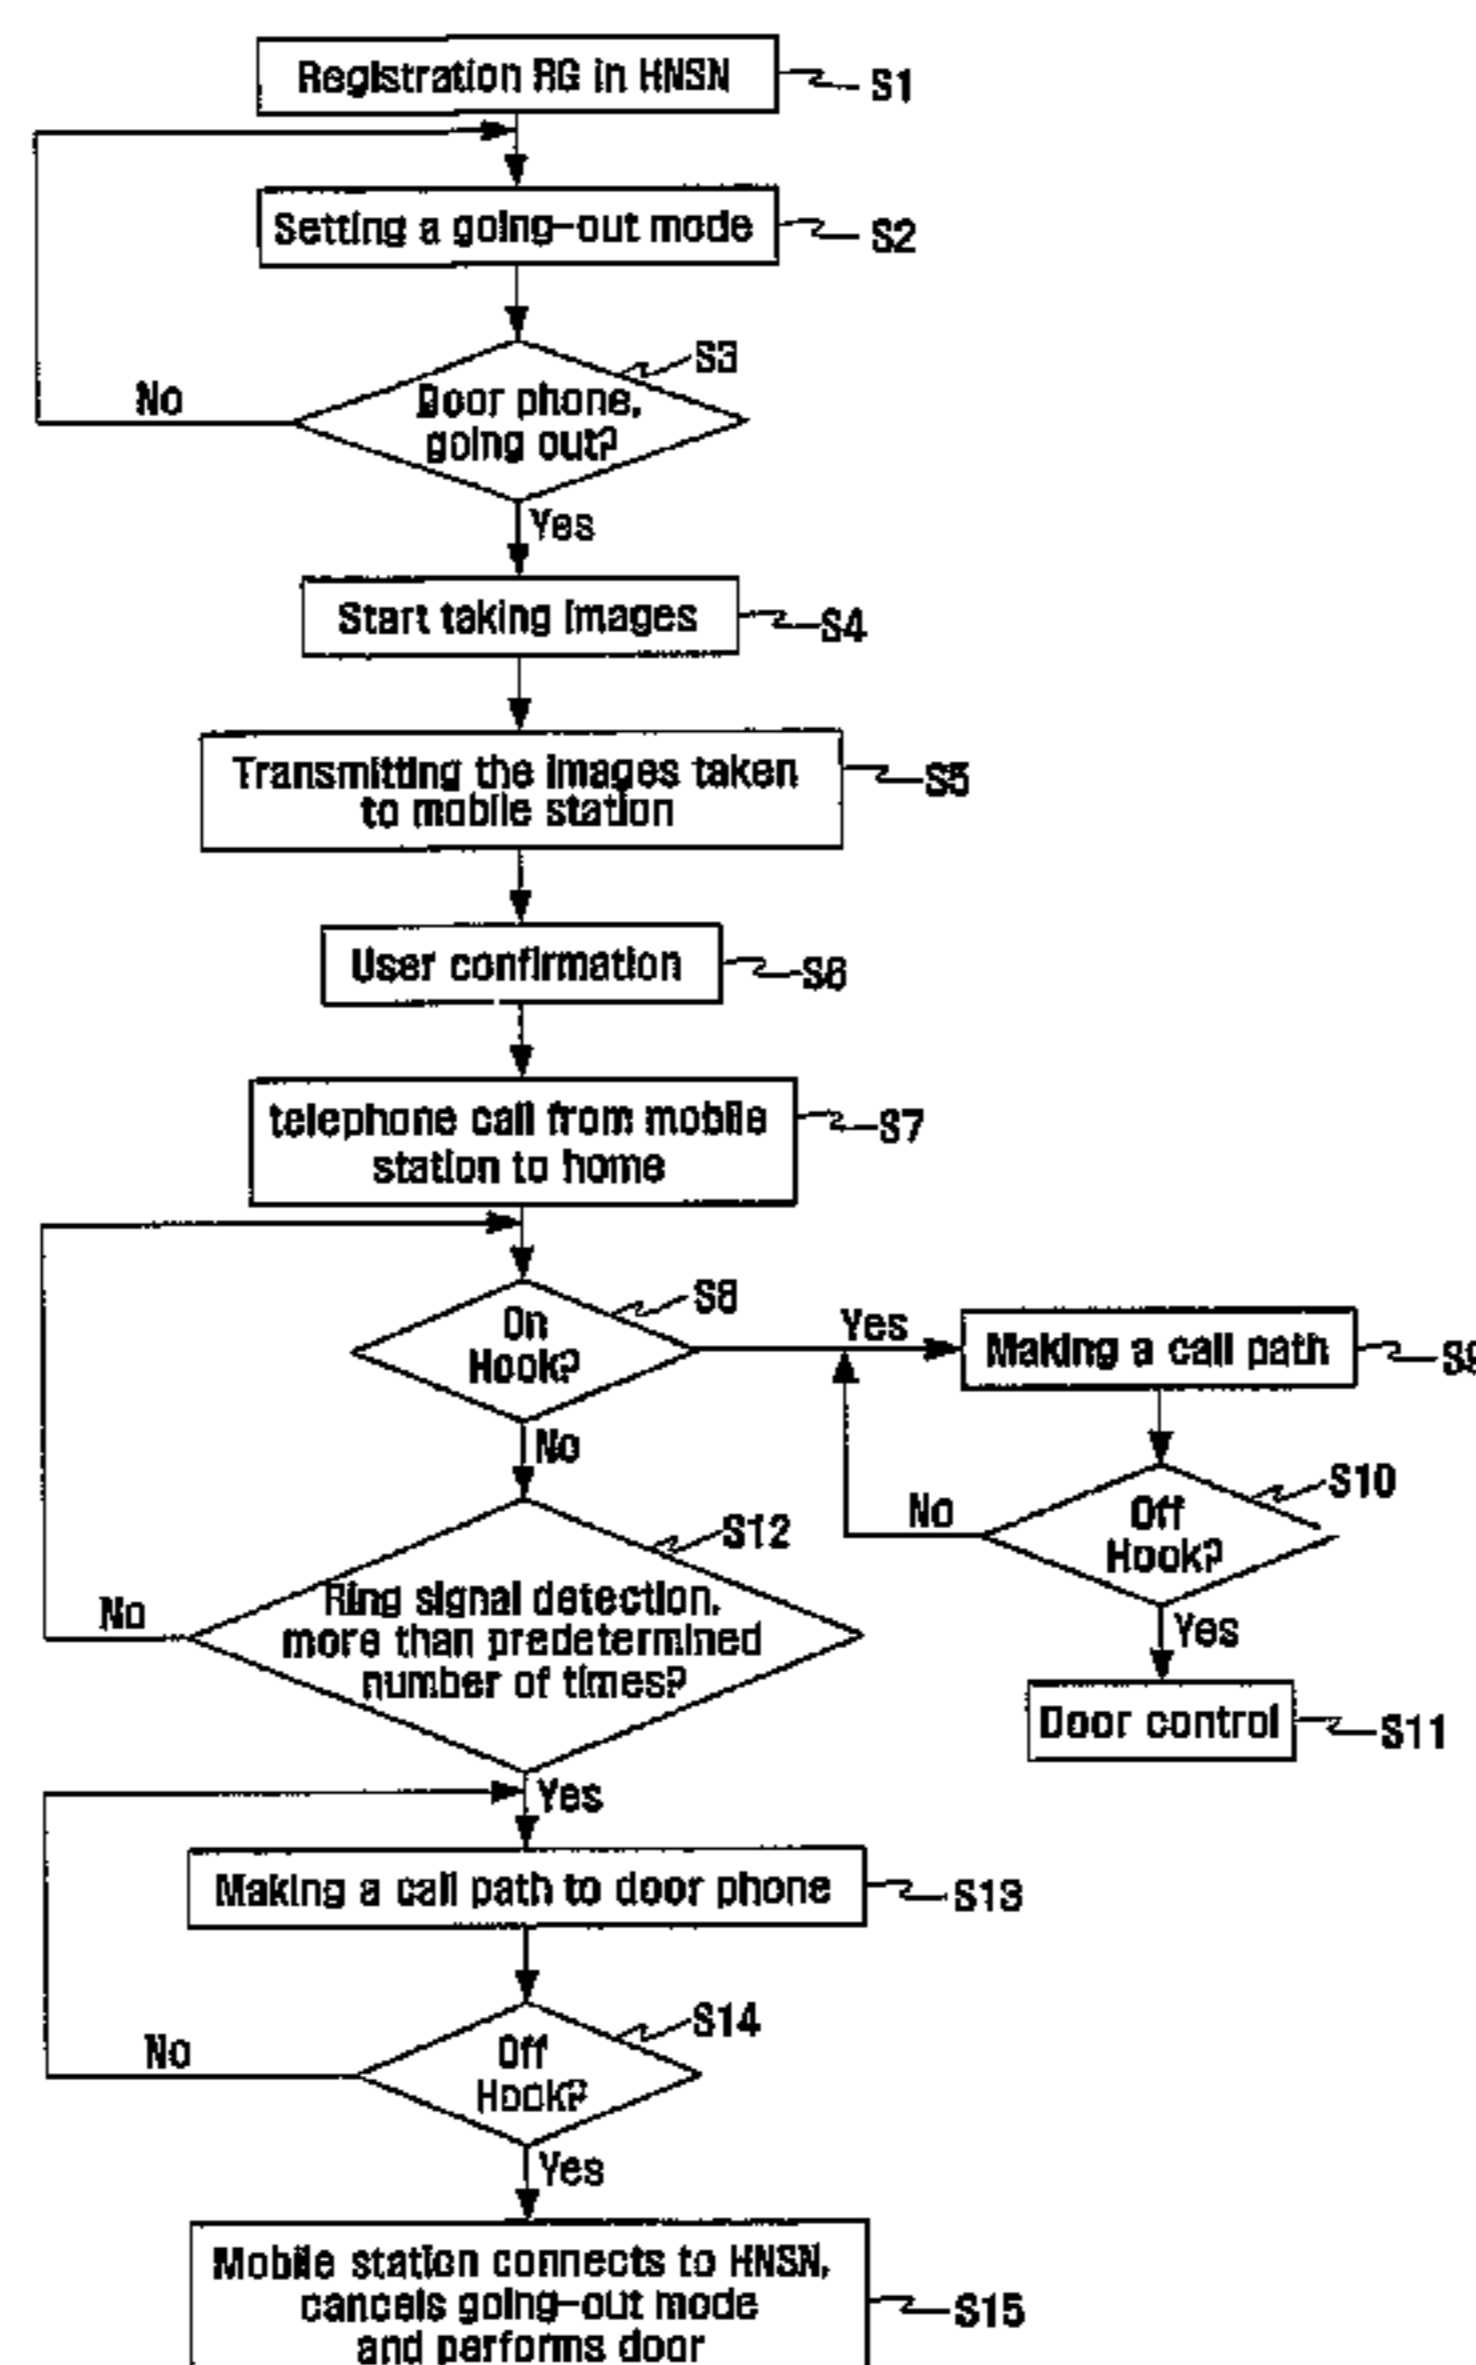 Registration RG in HNSN
S1
Setting a going-out mode
S2
S3
Door phone,
going out?
No
Yes
Start taking images
S4
Transmitting the images taken
to mobile station
S5
User confirmation
S6
telephone call from mobile
station to home
S7
S8
On
Hook?
Yes
Making a call path
S9
No
S10
Off
Hook?
No
S12
Ring signal detection,
more than predetermined
number of times?
No
Yes
Door control
S11
Yes
Making a call path to door phone
S13
S14
Off
Hook?
No
Yes
Mobile station connects to HNSN,
cancels going-out mode
and performs door
S15